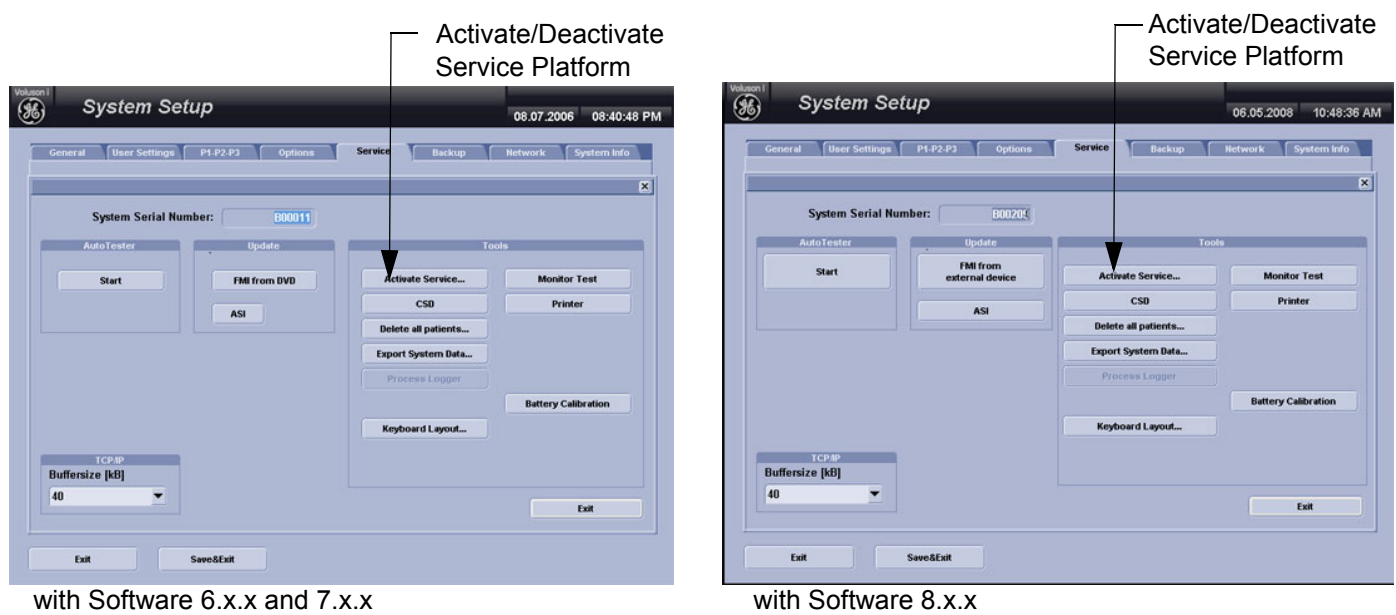 Activate/Deactivate
Service Platform
Voluson i
System Setup
08.07.2006 08:40:48 PM
General User Settings P1-P2-P3 Options Service Backup Network System Info
System Serial Number: B00011
AutoTester
Start
Update
FMI from DVD
ASI
Tools
Activate Service...
CSD
Delete all patients...
Export System Data...
Process Logger
Keyboard Layout...
Monitor Test
Printer
Battery Calibration
TCP/IP
Buffersize [kB]
40
Exit
Exit Save&Exit
with Software 6.x.x and 7.x.x
Activate/Deactivate
Service Platform
Voluson i
System Setup
06.05.2008 10:48:36 AM
General User Settings P1-P2-P3 Options Service Backup Network System Info
System Serial Number: B00209
AutoTester
Start
Update
FMI from
external device
ASI
Tools
Activate Service...
CSD
Delete all patients...
Export System Data...
Process Logger
Keyboard Layout...
Monitor Test
Printer
Battery Calibration
TCP/IP
Buffersize [kB]
40
Exit
Exit Save&Exit
with Software 8.x.x